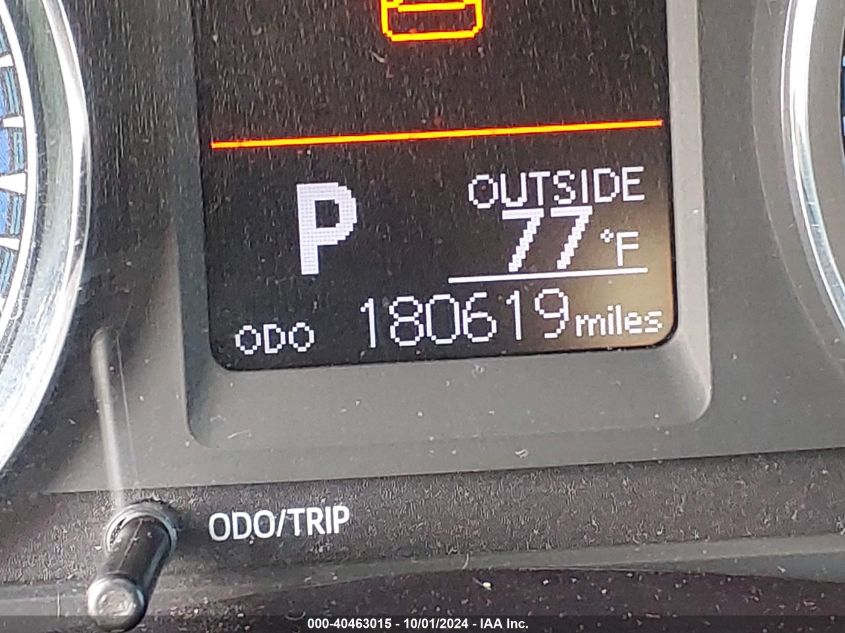 P
OUTSIDE
77°F
ODO 180619 miles
ODO/TRIP
000-40463015 - 10/01/2024 - IAA Inc.